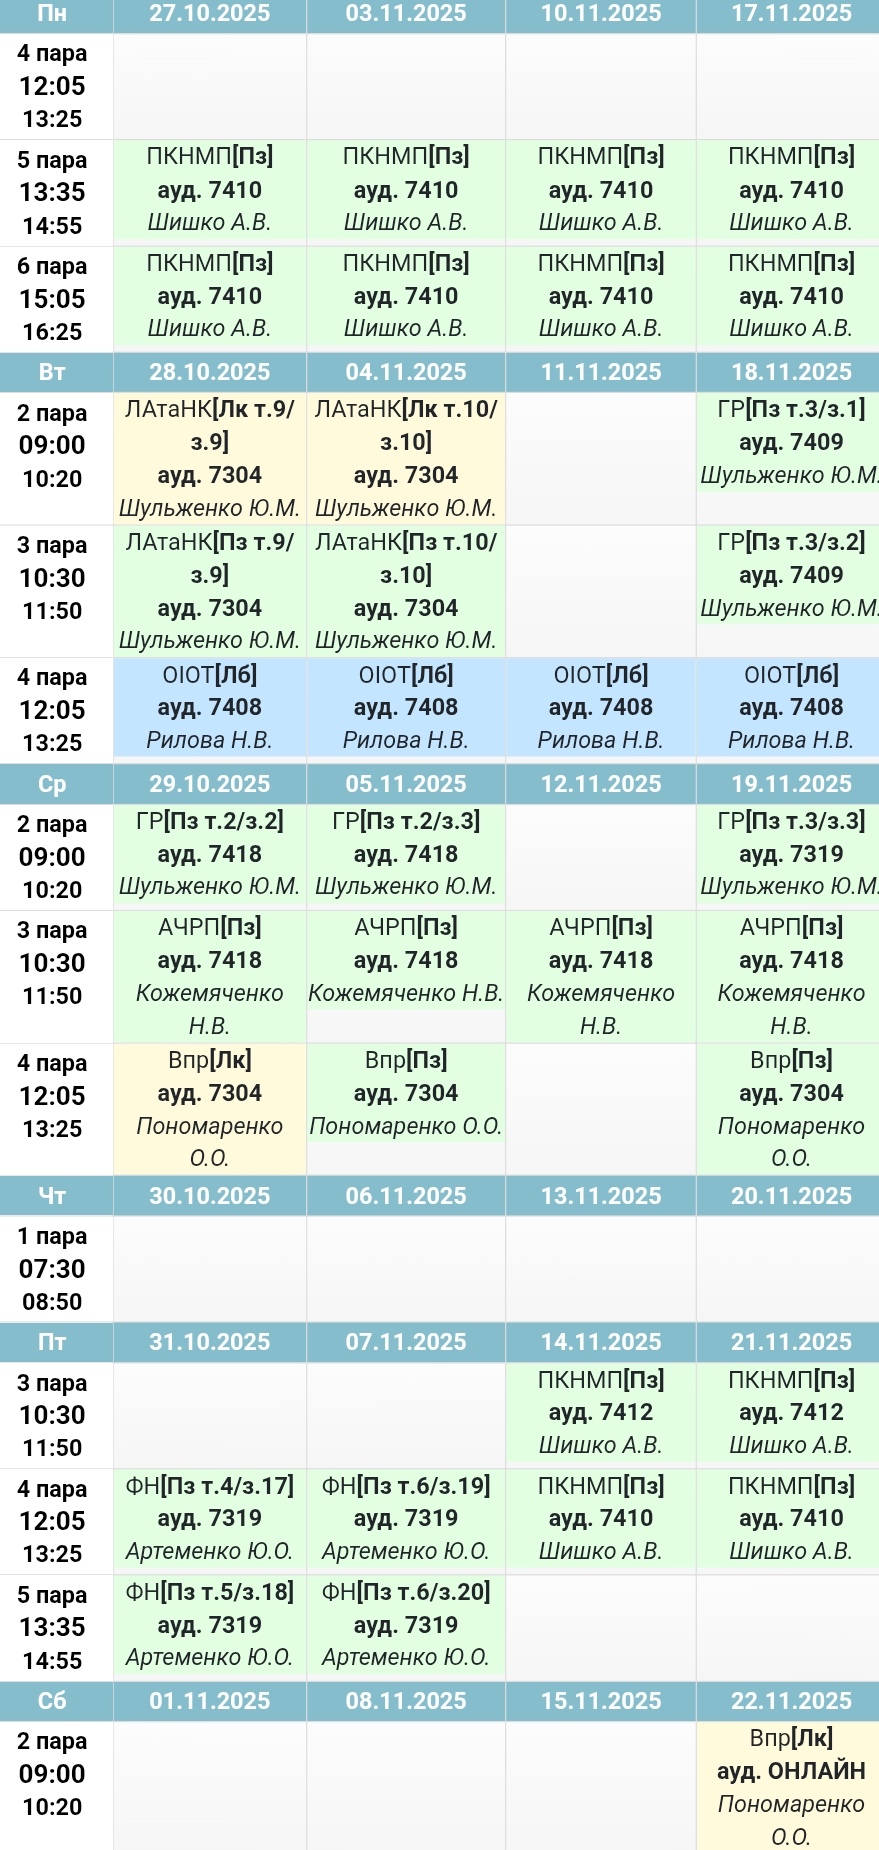 Пн 27.10.2025 03.11.2025 10.11.2025 17.11.2025
4 пара
12:05
13:25
5 пара
13:35
14:55
ПКНМП[Пз]
ауд. 7410
Шишко А.В.
ПКНМП[Пз]
ауд. 7410
Шишко А.В.
ПКНМП[Пз]
ауд. 7410
Шишко А.В.
ПКНМП[Пз]
ауд. 7410
Шишко А.В.
6 пара
15:05
16:25
ПКНМП[Пз]
ауд. 7410
Шишко А.В.
ПКНМП[Пз]
ауд. 7410
Шишко А.В.
ПКНМП[Пз]
ауд. 7410
Шишко А.В.
ПКНМП[Пз]
ауд. 7410
Шишко А.В.
Вт 28.10.2025 04.11.2025 11.11.2025 18.11.2025
2 пара
09:00
10:20
ЛАтаНК[Лк т.9/
з.9]
ауд. 7304
Шульженко Ю.М.
ЛАтаНК[Лк т.10/
з.10]
ауд. 7304
Шульженко Ю.М.
ГР[Пз т.3/з.1]
ауд. 7409
Шульженко Ю.М.
3 пара
10:30
11:50
ЛАтаНК[Пз т.9/
з.9]
ауд. 7304
Шульженко Ю.М.
ЛАтаНК[Пз т.10/
з.10]
ауд. 7304
Шульженко Ю.М.
ГР[Пз т.3/з.2]
ауд. 7409
Шульженко Ю.М.
4 пара
12:05
13:25
ОІОТ[Лб]
ауд. 7408
Рилова Н.В.
ОІОТ[Лб]
ауд. 7408
Рилова Н.В.
ОІОТ[Лб]
ауд. 7408
Рилова Н.В.
ОІОТ[Лб]
ауд. 7408
Рилова Н.В.
Ср 29.10.2025 05.11.2025 12.11.2025 19.11.2025
2 пара
09:00
10:20
ГР[Пз т.2/з.2]
ауд. 7418
Шульженко Ю.М.
ГР[Пз т.2/з.3]
ауд. 7418
Шульженко Ю.М.
ГР[Пз т.3/з.3]
ауд. 7319
Шульженко Ю.М.
3 пара
10:30
11:50
АЧРП[Пз]
ауд. 7418
Кожемяченко
Н.В.
АЧРП[Пз]
ауд. 7418
Кожемяченко Н.В.
АЧРП[Пз]
ауд. 7418
Кожемяченко
Н.В.
АЧРП[Пз]
ауд. 7418
Кожемяченко
Н.В.
4 пара
12:05
13:25
Впр[Лк]
ауд. 7304
Пономаренко
О.О.
Впр[Пз]
ауд. 7304
Пономаренко О.О.
Впр[Пз]
ауд. 7304
Пономаренко
О.О.
Чт 30.10.2025 06.11.2025 13.11.2025 20.11.2025
1 пара
07:30
08:50
Пт 31.10.2025 07.11.2025 14.11.2025 21.11.2025
3 пара
10:30
11:50
ПКНМП[Пз]
ауд. 7412
Шишко А.В.
ПКНМП[Пз]
ауд. 7412
Шишко А.В.
4 пара
12:05
13:25
ФН[Пз т.4/з.17]
ауд. 7319
Артеменко Ю.О.
ФН[Пз т.6/з.19]
ауд. 7319
Артеменко Ю.О.
ПКНМП[Пз]
ауд. 7410
Шишко А.В.
ПКНМП[Пз]
ауд. 7410
Шишко А.В.
5 пара
13:35
14:55
ФН[Пз т.5/з.18]
ауд. 7319
Артеменко Ю.О.
ФН[Пз т.6/з.20]
ауд. 7319
Артеменко Ю.О.
Сб 01.11.2025 08.11.2025 15.11.2025 22.11.2025
2 пара
09:00
10:20
Впр[Лк]
ауд. ОНЛАЙН
Пономаренко
О.О.